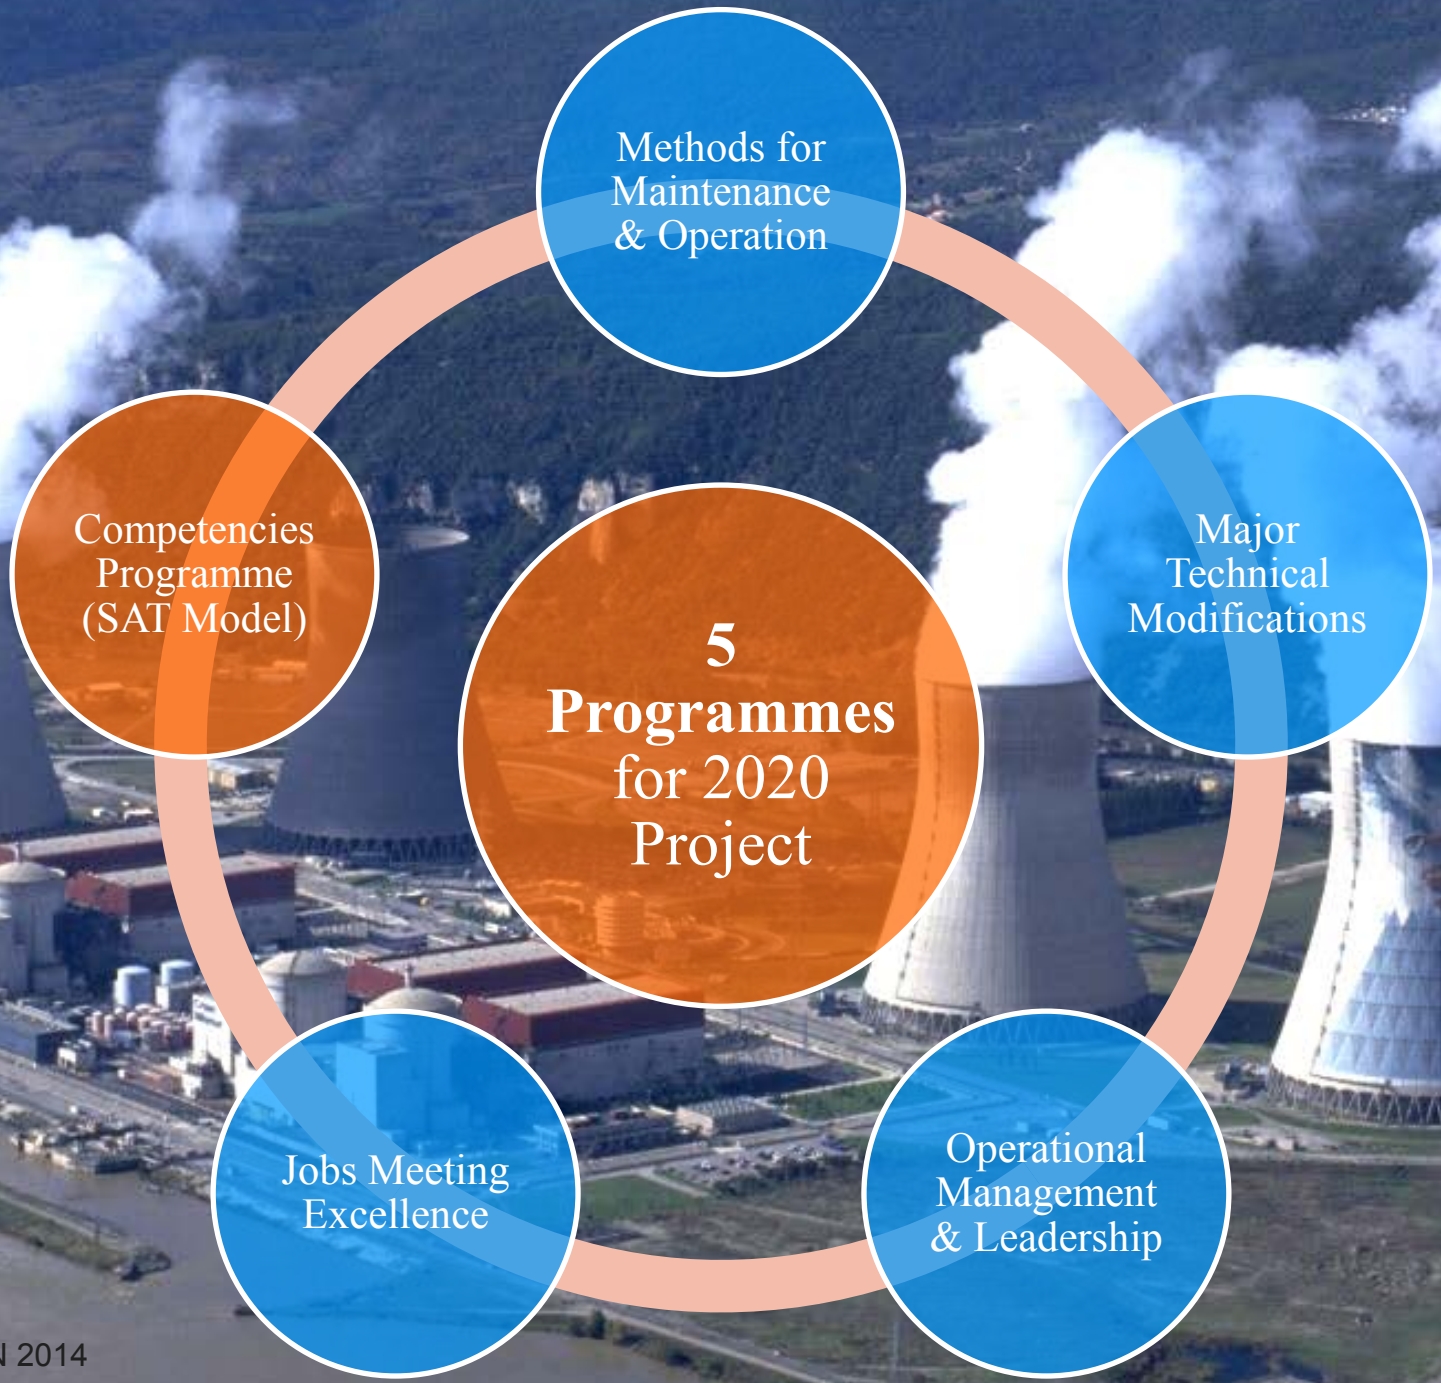 Methods for
Maintenance
& Operation
Major
Technical
Modifications
Operational
Management
& Leadership
Jobs Meeting
Excellence
Competencies
Programme
(SAT Model)
5
Programmes
for 2020
Project
2014